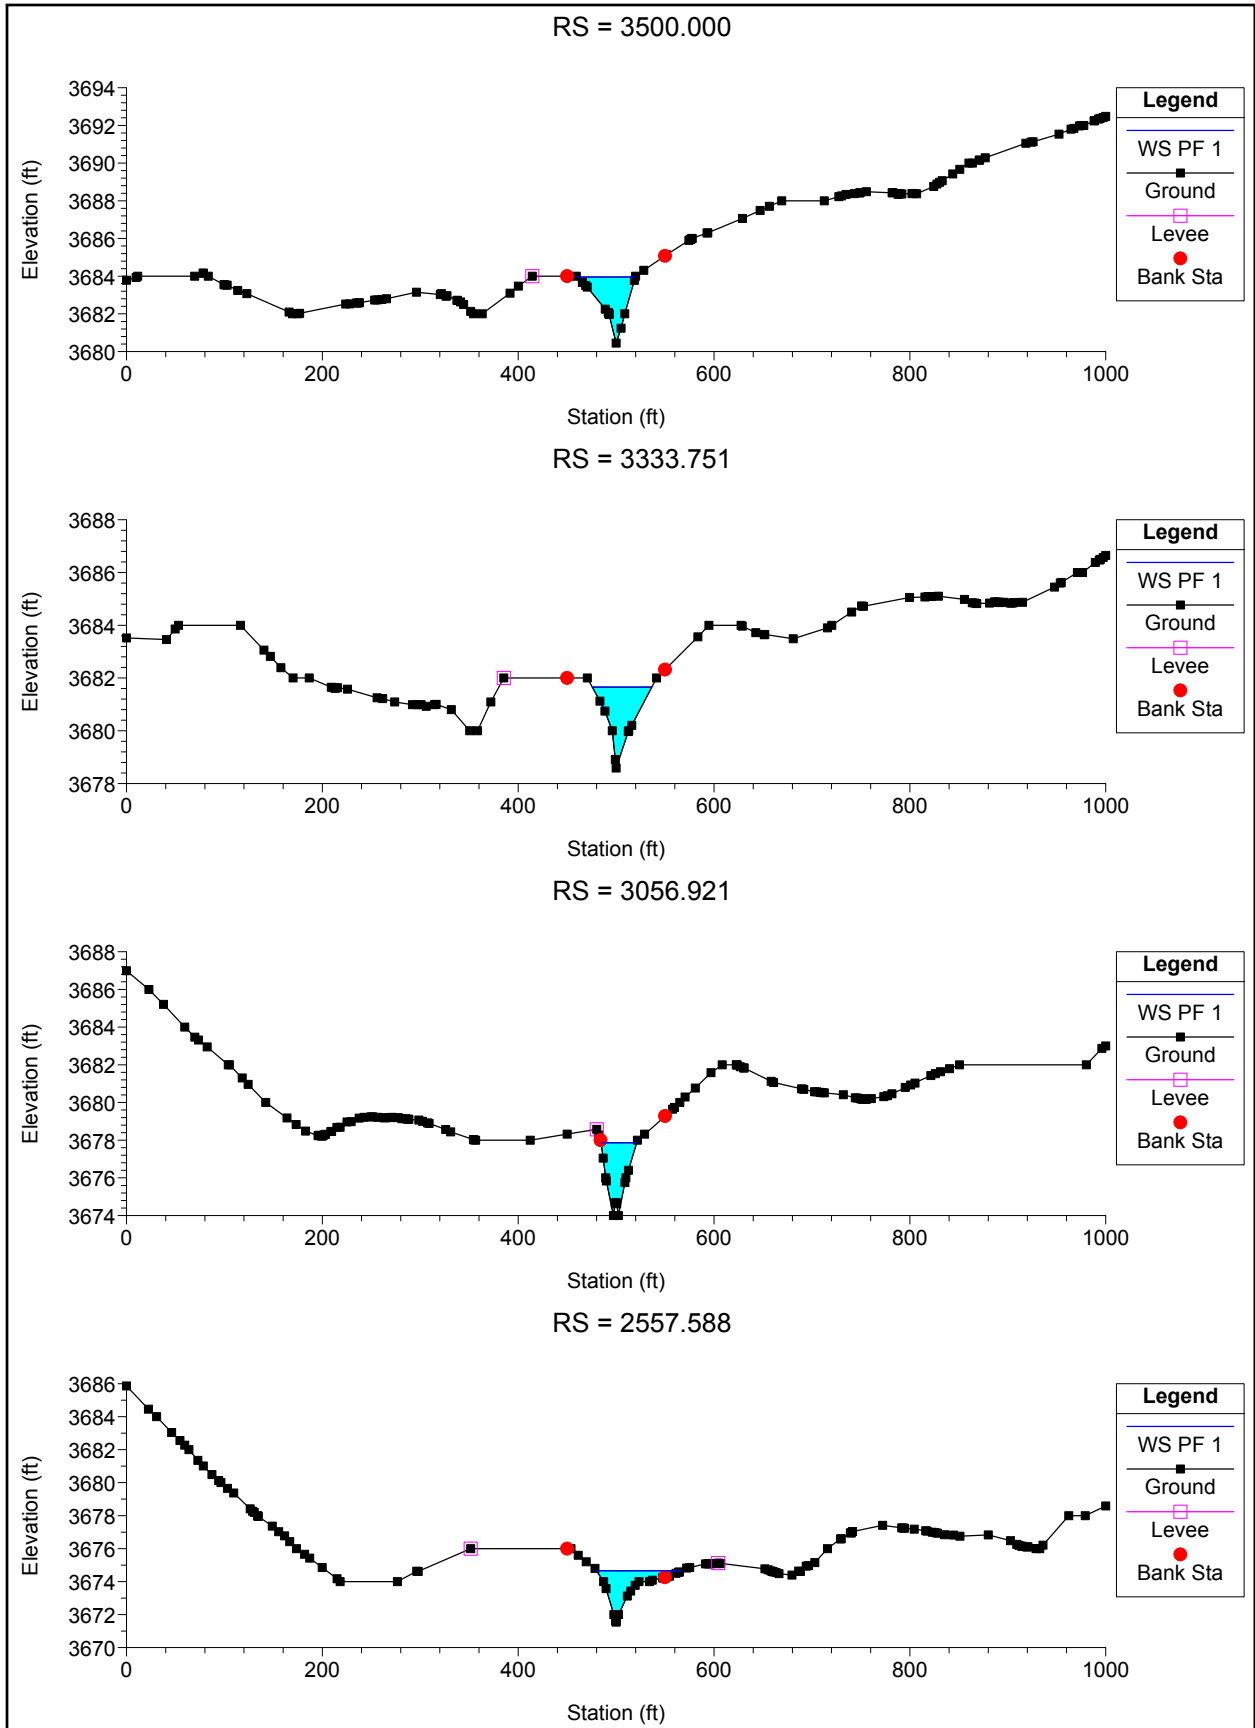 RS = 3500.000
3694
3692
3690
3688
3686
3684
3682
3680
Elevation (ft)
0 200 400 600 800 1000
Station (ft)
Legend
WS PF 1
Ground
Levee
Bank Sta
RS = 3333.751
3688
3686
3684
3682
3680
3678
Elevation (ft)
0 200 400 600 800 1000
Station (ft)
Legend
WS PF 1
Ground
Levee
Bank Sta
RS = 3056.921
3688
3686
3684
3682
3680
3678
3676
3674
Elevation (ft)
0 200 400 600 800 1000
Station (ft)
Legend
WS PF 1
Ground
Levee
Bank Sta
RS = 2557.588
3686
3684
3682
3680
3678
3676
3674
3672
3670
Elevation (ft)
0 200 400 600 800 1000
Station (ft)
Legend
WS PF 1
Ground
Levee
Bank Sta